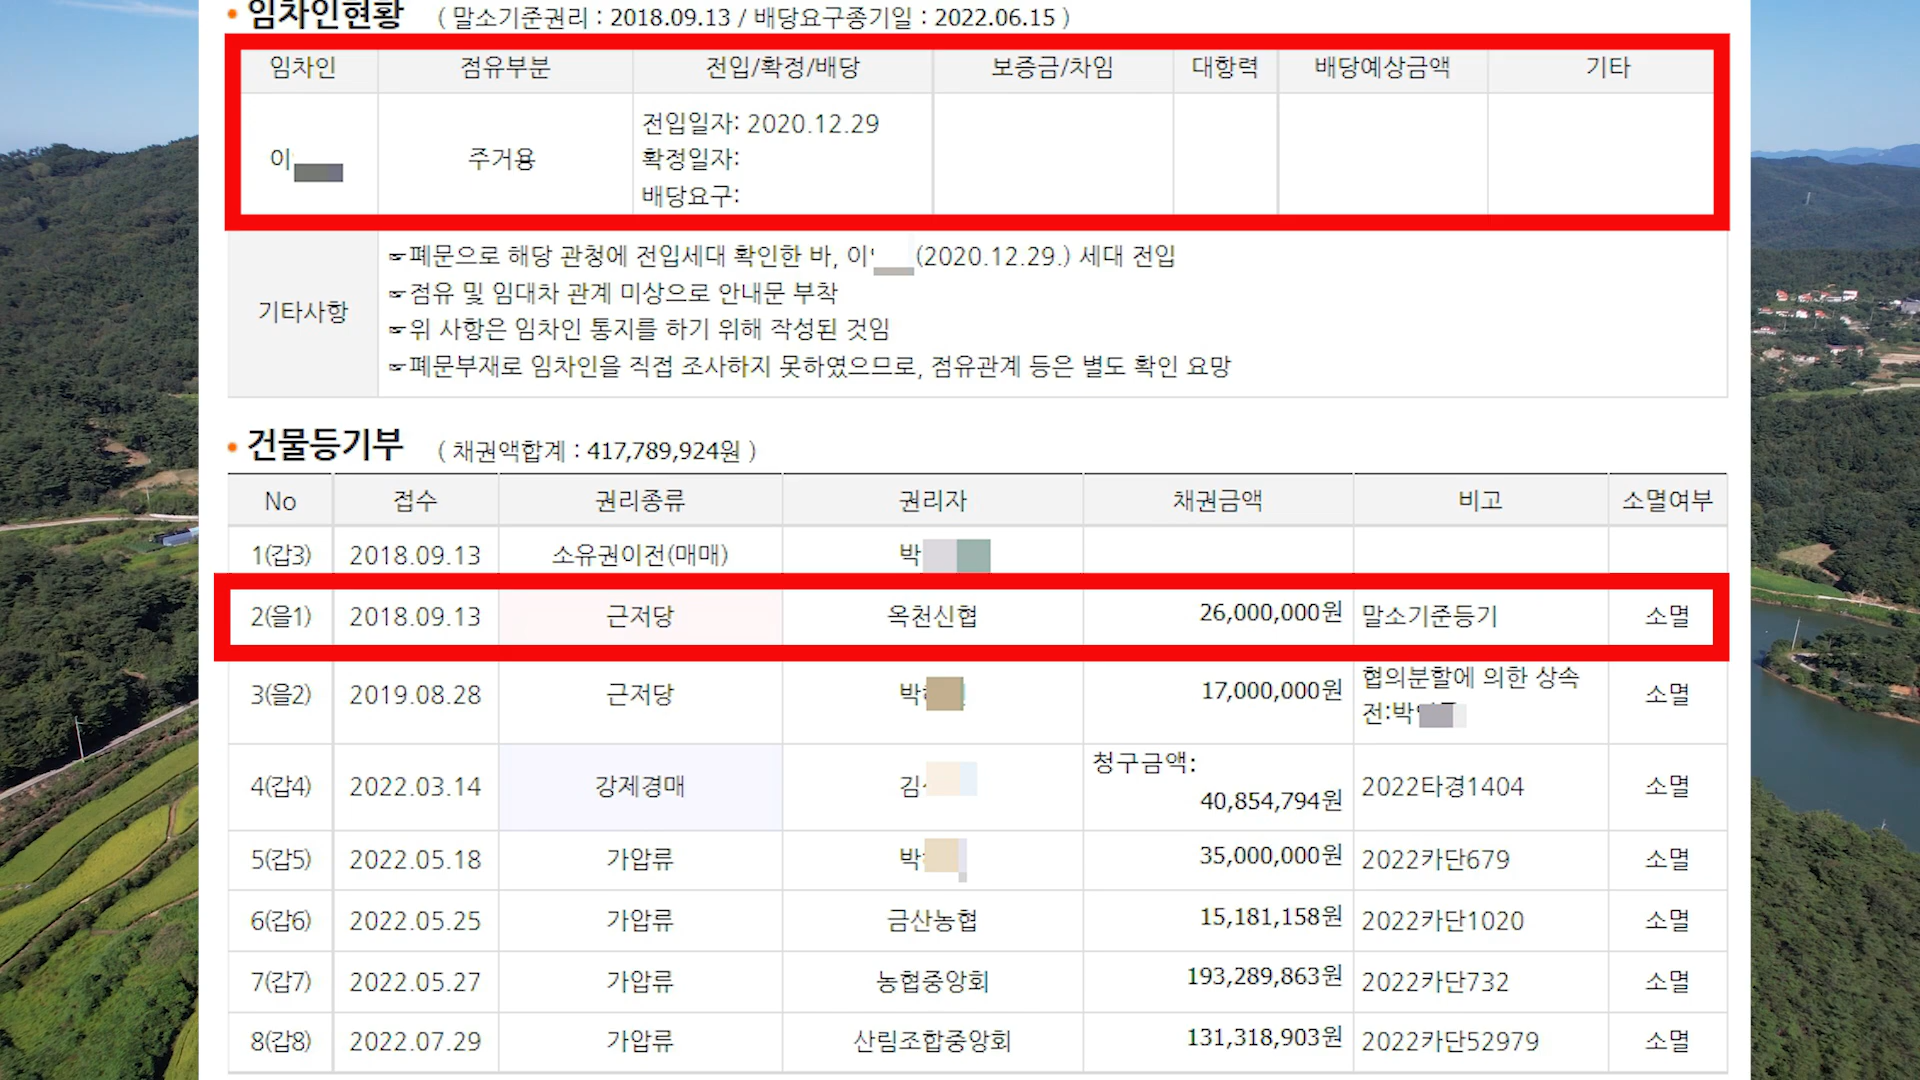 임차인현황 ( 말소기준권리 : 2018.09.13 / 배당요구종기일 : 2022.06.15 )
임차인 점유부분 전입/확정/배당 보증금/차임 대항력 배당예상금액 기타
이 주거용 전입일자: 2020.12.29
확정일자:
배당요구:
기타사항
☞폐문으로 해당 관청에 전입세대 확인한 바, 이 (2020.12.29.) 세대 전입
☞점유 및 임대차 관계 미상으로 안내문 부착
☞위 사항은 임차인 통지를 하기 위해 작성된 것임
☞폐문부재로 임차인을 직접 조사하지 못하였으므로, 점유관계 등은 별도 확인 요망
건물등기부 ( 채권액합계 : 417,789,924원 )
No 접수 권리종류 권리자 채권금액 비고 소멸여부
1(갑3) 2018.09.13 소유권이전(매매) 박
2(을1) 2018.09.13 근저당 옥천신협 26,000,000원 말소기준등기 소멸
3(을2) 2019.08.28 근저당 박 17,000,000원 협의분할에 의한 상속 전:박 소멸
4(갑4) 2022.03.14 강제경매 김 청구금액: 40,854,794원 2022타경1404 소멸
5(갑5) 2022.05.18 가압류 박 35,000,000원 2022카단679 소멸
6(갑6) 2022.05.25 가압류 금산농협 15,181,158원 2022카단1020 소멸
7(갑7) 2022.05.27 가압류 농협중앙회 193,289,863원 2022카단732 소멸
8(갑8) 2022.07.29 가압류 산림조합중앙회 131,318,903원 2022카단52979 소멸